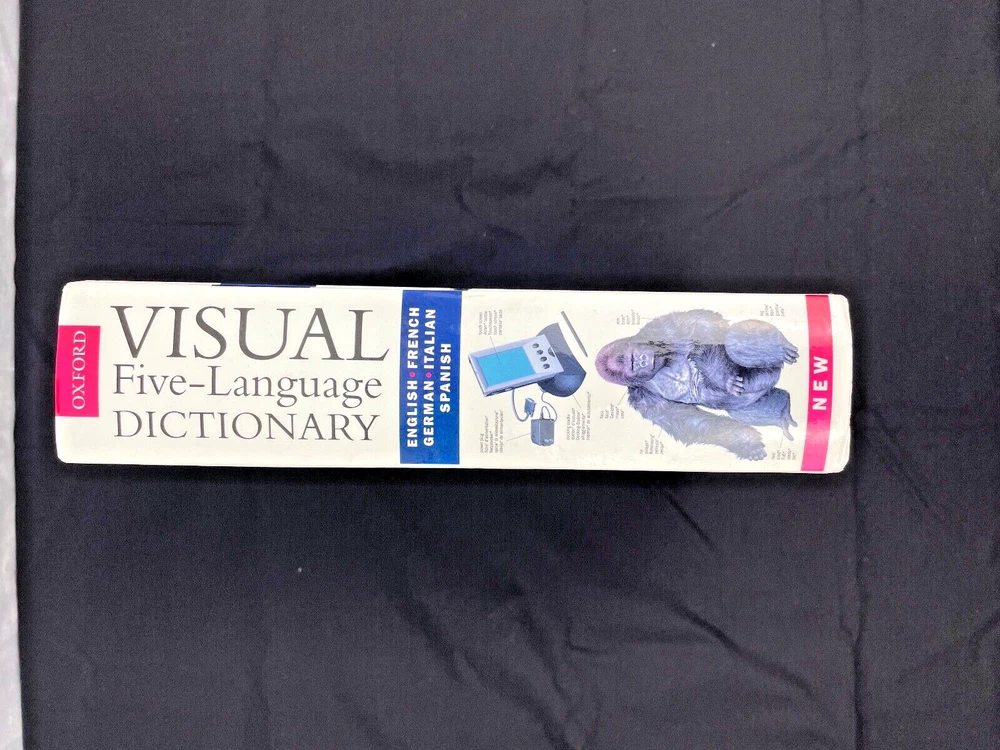 OXFORD
VISUAL
Five-Language
DICTIONARY
ENGLISH • FRENCH
GERMAN • ITALIAN
SPANISH
NEW